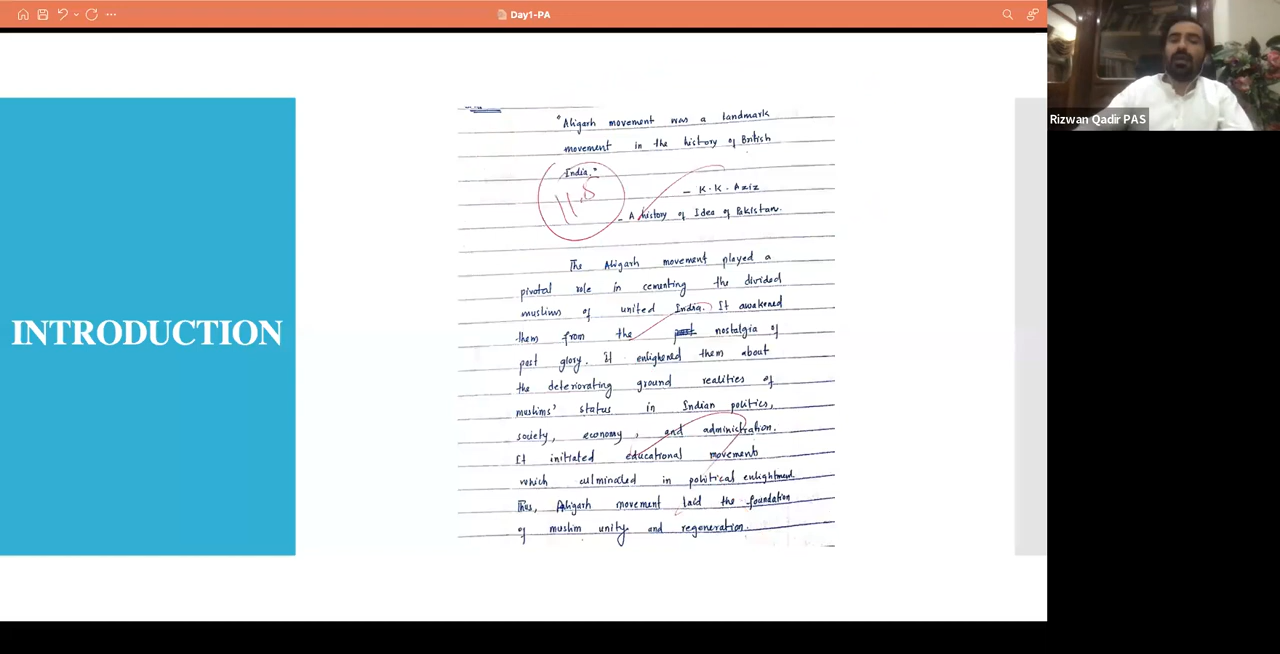 Day1-PA
Rizwan Qadir PAS
INTRODUCTION
"Aligarh movement was a landmark
movement in the history of British
India."
11.5
- K.K. Aziz
- A history of Idea of Pakistan.
The Aligarh movement played a
pivotal role in cementing the divided
muslims of united India. It awakened
them from the nostalgia of
past glory. It enlighened them about
the deteriorating ground realities of
muslims' status in Indian politics,
society, economy, and administration.
It initiated educational movements
which culminated in political enlightment.
Thus, Aligarh movement laid the foundation
of muslim unity and regeneration.